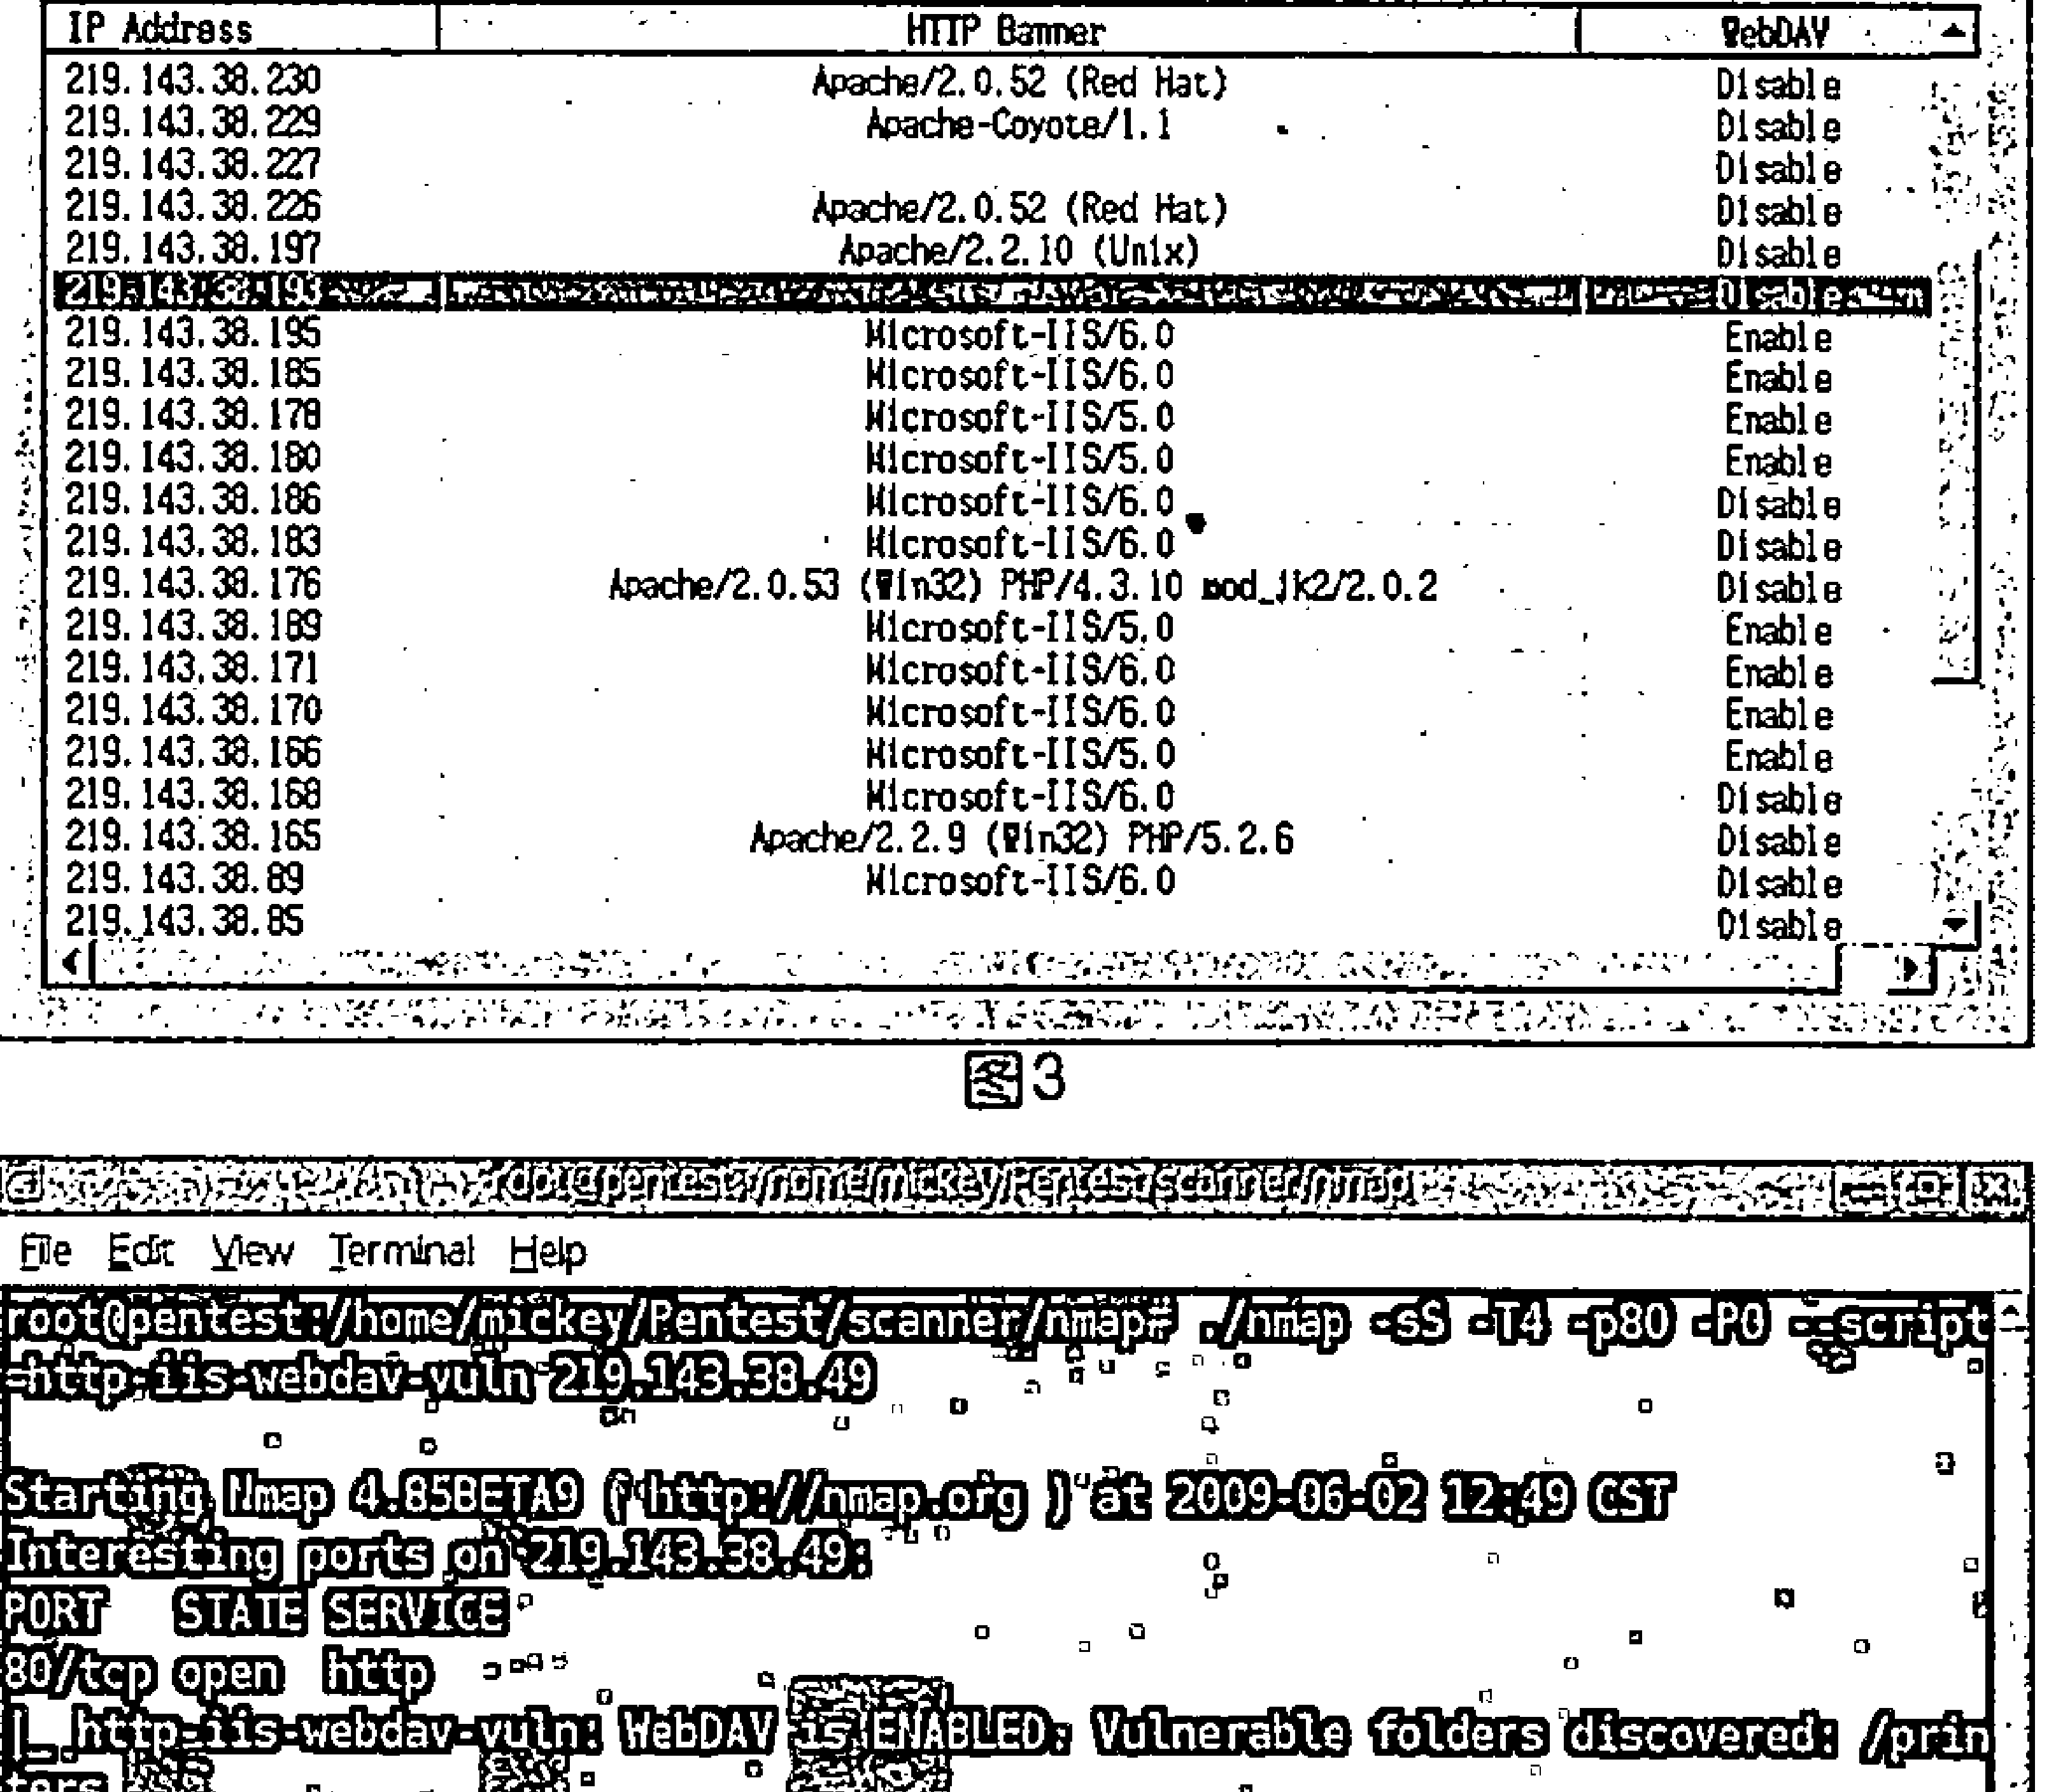 IP Address HTTP Banner WebDAV
219.143.38.230 Apache/2.0.52 (Red Hat) Disable
219.143.38.229 Apache-Coyote/1.1 Disable
219.143.38.227 Disable
219.143.38.226 Apache/2.0.52 (Red Hat) Disable
219.143.38.197 Apache/2.2.10 (Unix) Disable
219.143.38.193 Disable
219.143.38.195 Microsoft-IIS/6.0 Enable
219.143.38.185 Microsoft-IIS/6.0 Enable
219.143.38.178 Microsoft-IIS/5.0 Enable
219.143.38.180 Microsoft-IIS/5.0 Enable
219.143.38.186 Microsoft-IIS/6.0 Disable
219.143.38.183 Microsoft-IIS/6.0 Disable
219.143.38.176 Apache/2.0.53 (Win32) PHP/4.3.10 mod_jk2/2.0.2 Disable
219.143.38.189 Microsoft-IIS/5.0 Enable
219.143.38.171 Microsoft-IIS/6.0 Enable
219.143.38.170 Microsoft-IIS/6.0 Enable
219.143.38.166 Microsoft-IIS/5.0 Enable
219.143.38.168 Microsoft-IIS/6.0 Disable
219.143.38.165 Apache/2.2.9 (Win32) PHP/5.2.6 Disable
219.143.38.89 Microsoft-IIS/6.0 Disable
219.143.38.85 Disable
图3
root@pentest:/home/mickey/Pentest/scanner/nmap
File Edit View Terminal Help
root@pentest:/home/mickey/Pentest/scanner/nmap# ./nmap -sS -T4 -p80 -P0 --script
=http-iis-webdav-vuln 219.143.38.49
Starting Nmap 4.85BETA9 ( http://nmap.org ) at 2009-06-02 12:49 CST
Interesting ports on 219.143.38.49:
PORT STATE SERVICE
80/tcp open http
|_ http-iis-webdav-vuln: WebDAV is ENABLED: Vulnerable folders discovered: /prin
ters